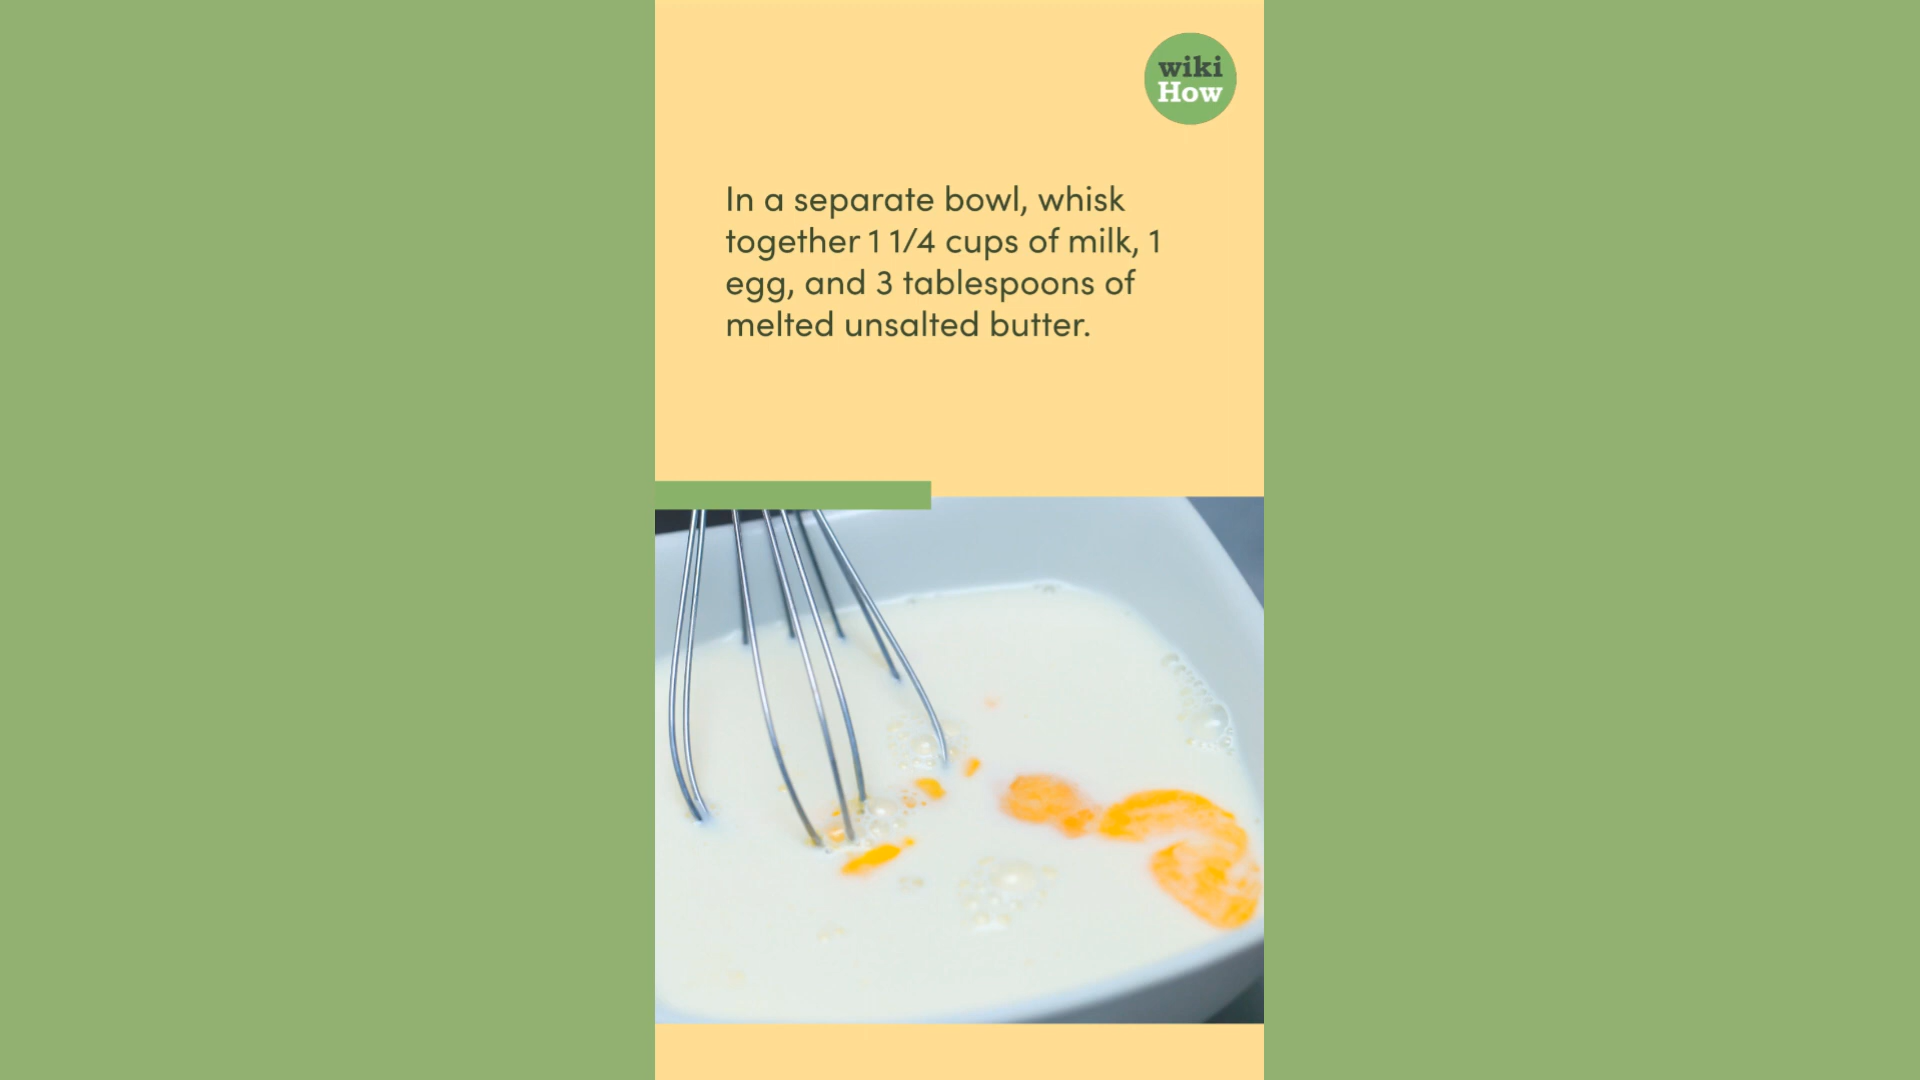 wiki
How
In a separate bowl, whisk
together 1 1/4 cups of milk, 1
egg, and 3 tablespoons of
melted unsalted butter.